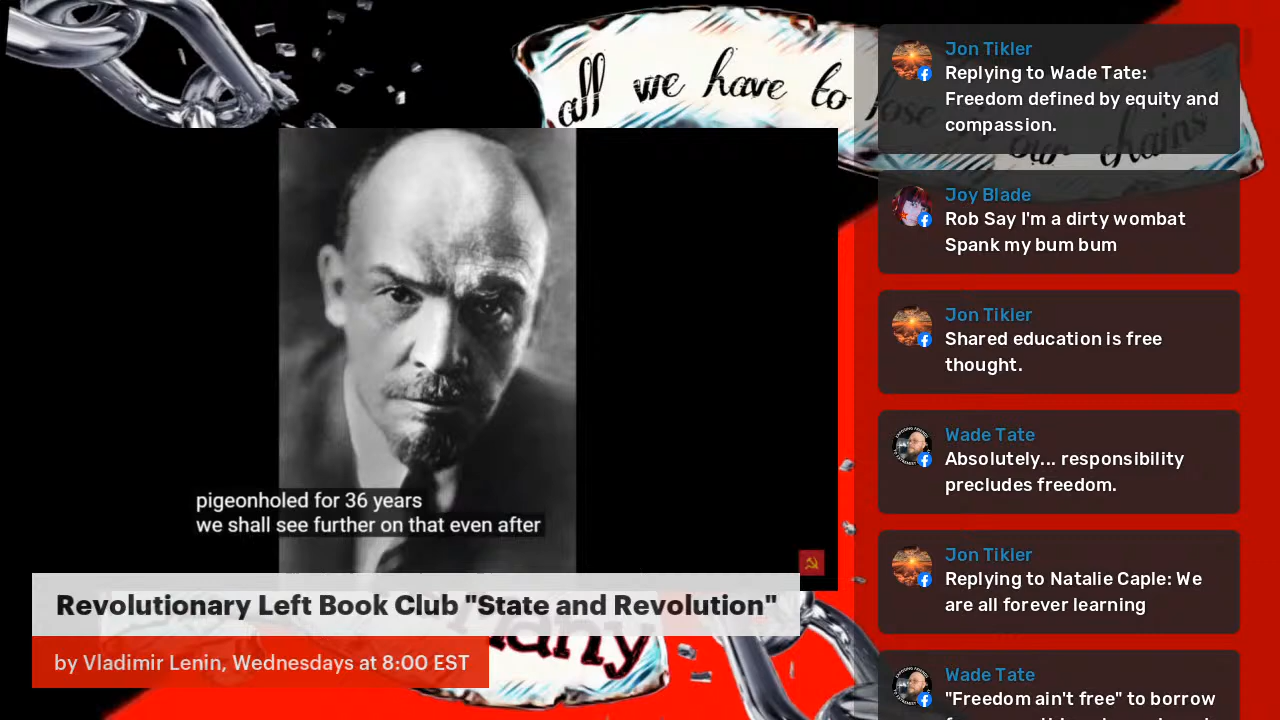 all we have to lose
our chains
pigeonholed for 36 years
we shall see further on that even after
Revolutionary Left Book Club "State and Revolution"
by Vladimir Lenin, Wednesdays at 8:00 EST
Jon Tikler
Replying to Wade Tate:
Freedom defined by equity and
compassion.
Joy Blade
Rob Say I'm a dirty wombat
Spank my bum bum
Jon Tikler
Shared education is free
thought.
Wade Tate
Absolutely... responsibility
precludes freedom.
Jon Tikler
Replying to Natalie Caple: We
are all forever learning
Wade Tate
"Freedom ain't free" to borrow